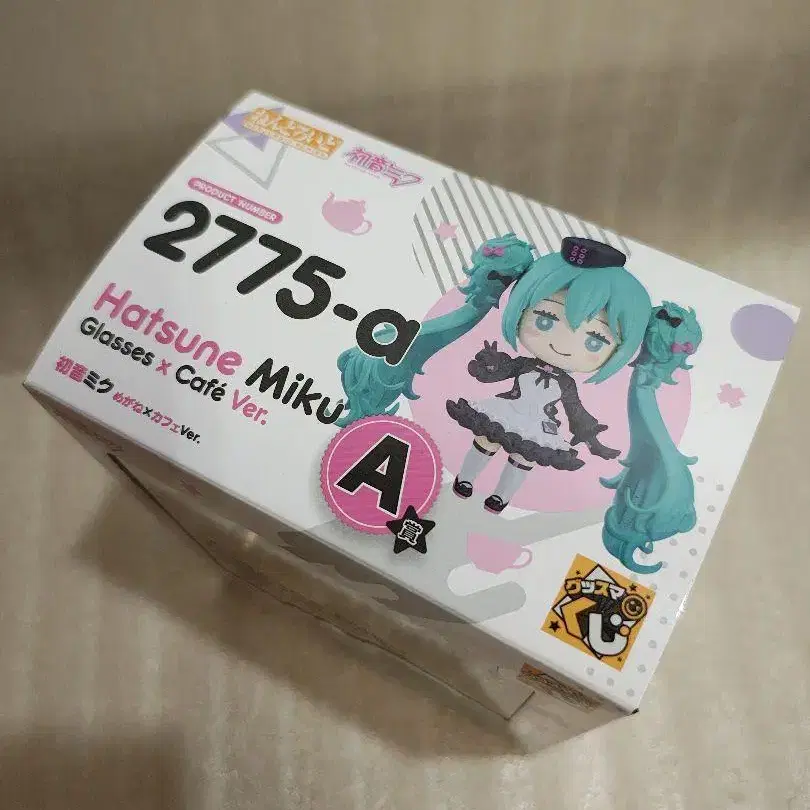 ねんどろいど
初音ミク
PRODUCT NUMBER
2775-a
Hatsune Miku
Glasses x Café Ver.
初音ミク めがね×カフェVer.
A
賞
グッスマ
くじ